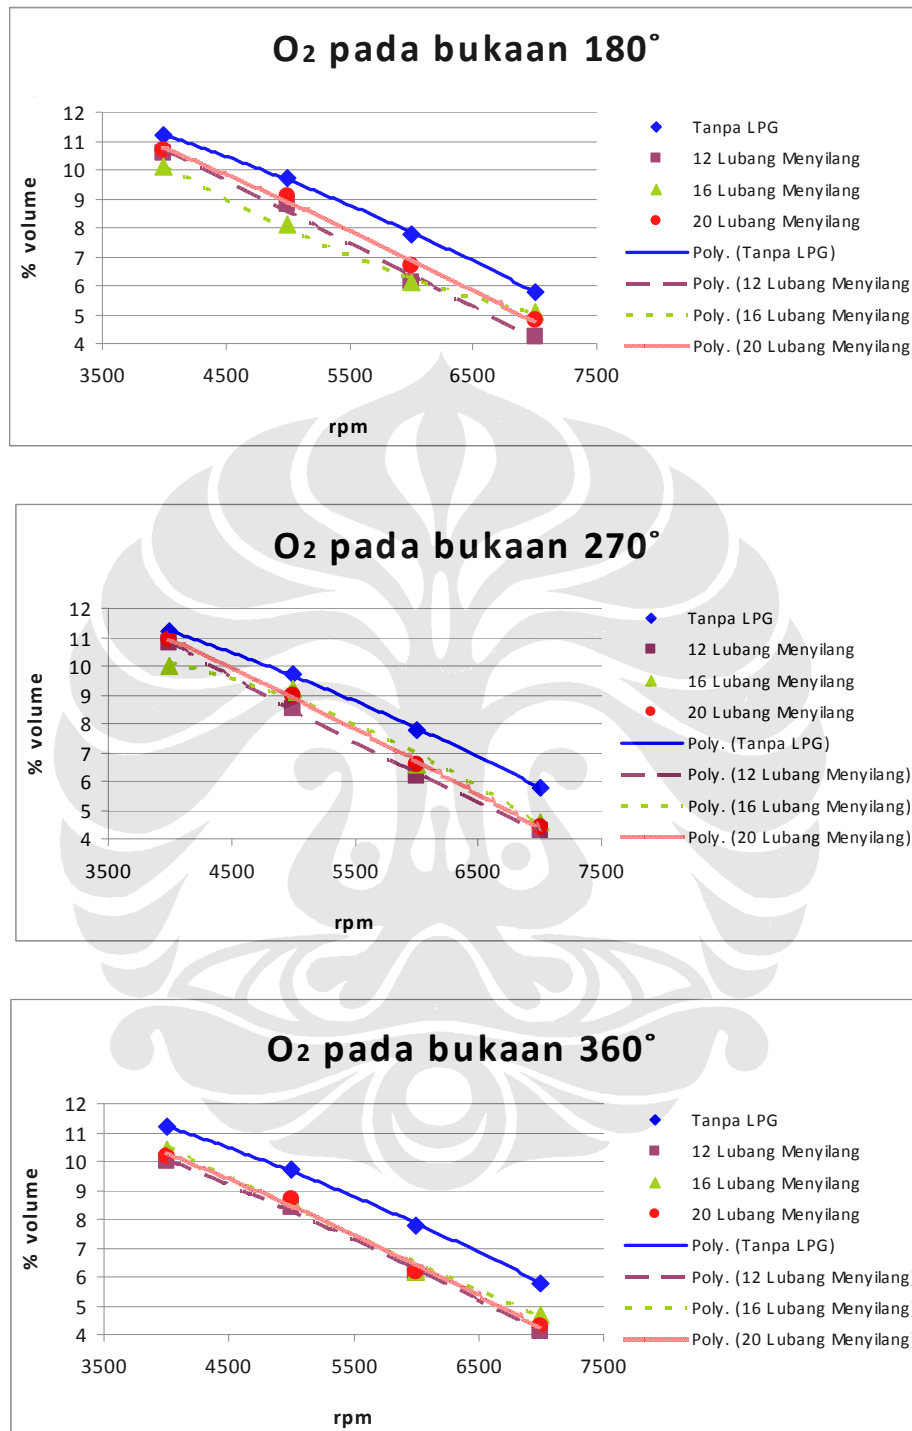 O2 pada bukaan 180°
12
11
10
9
8
7
6
5
4
% volume
3500 4500 5500 6500 7500
rpm
Tanpa LPG
12 Lubang Menyilang
16 Lubang Menyilang
20 Lubang Menyilang
Poly. (Tanpa LPG)
Poly. (12 Lubang Menyilang
Poly. (16 Lubang Menyilang
Poly. (20 Lubang Menyilang
O2 pada bukaan 270°
12
11
10
9
8
7
6
5
4
% volume
3500 4500 5500 6500 7500
rpm
Tanpa LPG
12 Lubang Menyilang
16 Lubang Menyilang
20 Lubang Menyilang
Poly. (Tanpa LPG)
Poly. (12 Lubang Menyilang)
Poly. (16 Lubang Menyilang)
Poly. (20 Lubang Menyilang)
O2 pada bukaan 360°
12
11
10
9
8
7
6
5
4
% volume
3500 4500 5500 6500 7500
rpm
Tanpa LPG
12 Lubang Menyilang
16 Lubang Menyilang
20 Lubang Menyilang
Poly. (Tanpa LPG)
Poly. (12 Lubang Menyilang)
Poly. (16 Lubang Menyilang)
Poly. (20 Lubang Menyilang)